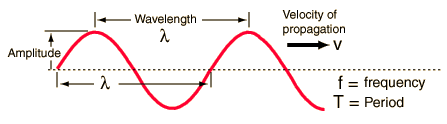 Wavelength
λ
Velocity of
propagation
v
Amplitude
λ
f = frequency
T = Period